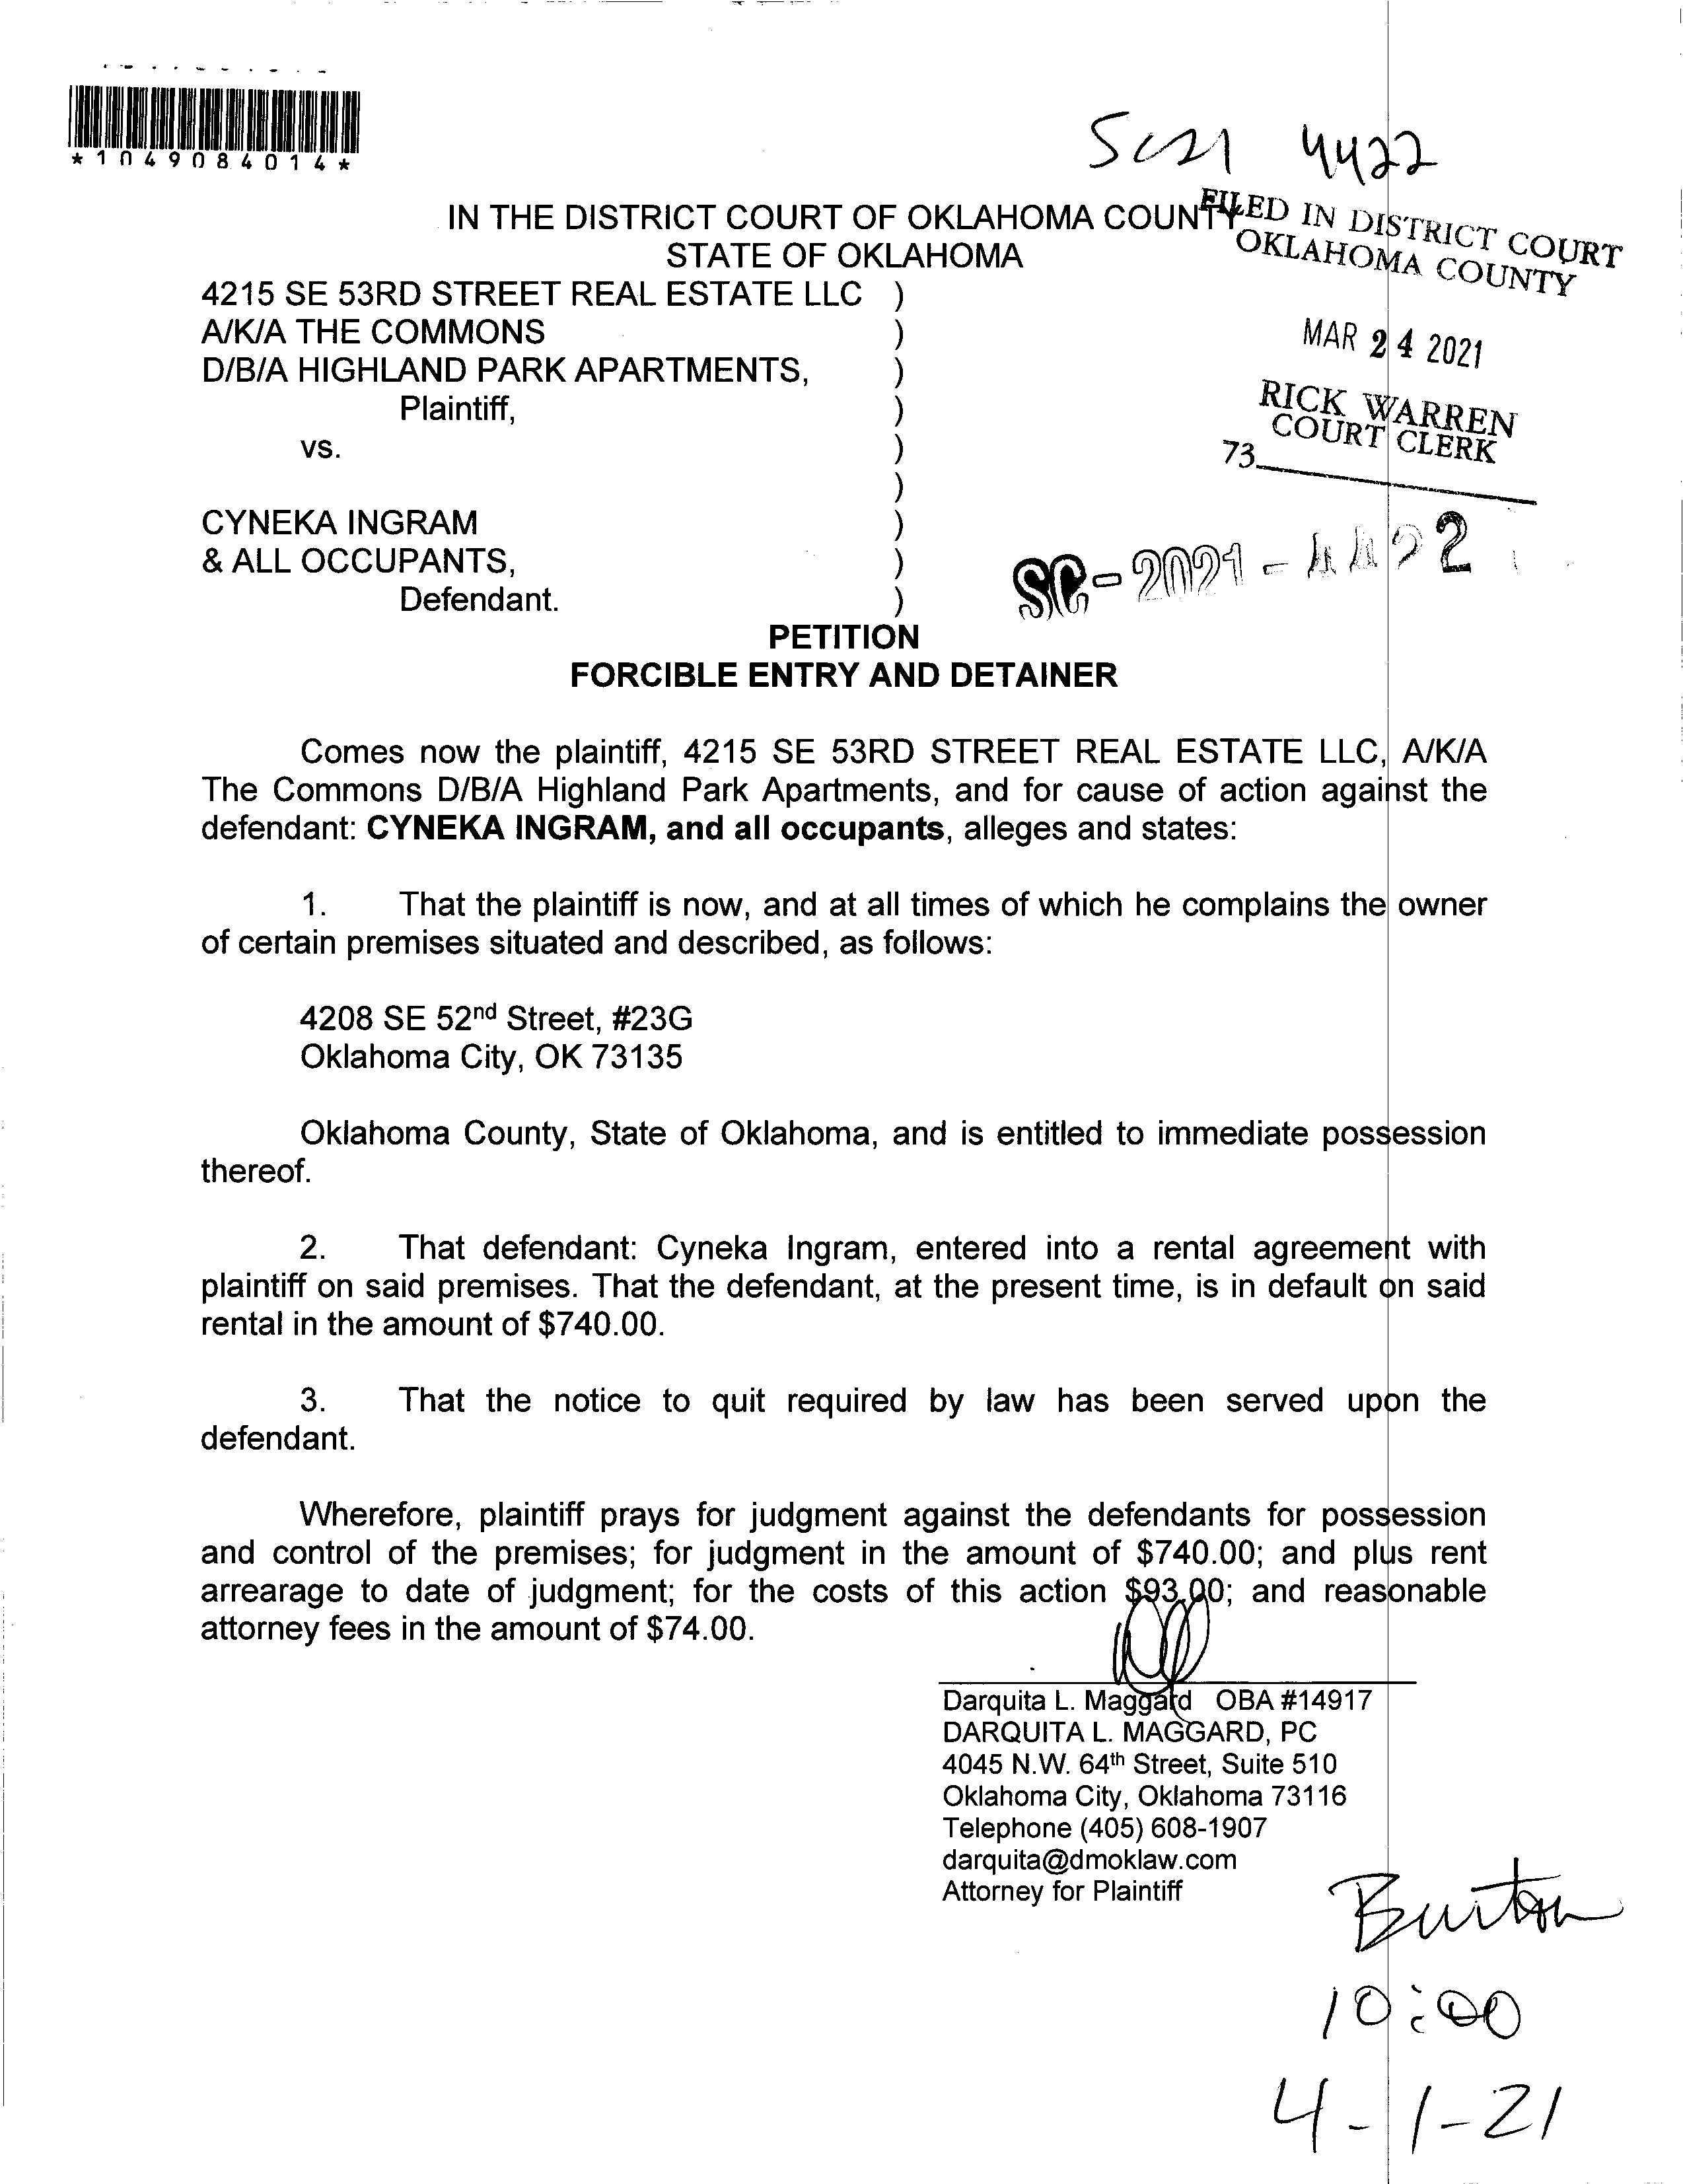 *1049084014*
SC21 4422
IN THE DISTRICT COURT OF OKLAHOMA COUNTY
STATE OF OKLAHOMA
FILED IN DISTRICT COURT
OKLAHOMA COUNTY
MAR 24 2021
RICK WARREN
COURT CLERK
73
4215 SE 53RD STREET REAL ESTATE LLC )
A/K/A THE COMMONS )
D/B/A HIGHLAND PARK APARTMENTS, )
Plaintiff, )
vs. )
)
CYNEKA INGRAM )
& ALL OCCUPANTS, )
Defendant. )
SC-2021-4422
PETITION
FORCIBLE ENTRY AND DETAINER
Comes now the plaintiff, 4215 SE 53RD STREET REAL ESTATE LLC, A/K/A
The Commons D/B/A Highland Park Apartments, and for cause of action against the
defendant: CYNEKA INGRAM, and all occupants, alleges and states:
1. That the plaintiff is now, and at all times of which he complains the owner
of certain premises situated and described, as follows:
4208 SE 52nd Street, #23G
Oklahoma City, OK 73135
Oklahoma County, State of Oklahoma, and is entitled to immediate possession
thereof.
2. That defendant: Cyneka Ingram, entered into a rental agreement with
plaintiff on said premises. That the defendant, at the present time, is in default on said
rental in the amount of $740.00.
3. That the notice to quit required by law has been served upon the
defendant.
Wherefore, plaintiff prays for judgment against the defendants for possession
and control of the premises; for judgment in the amount of $740.00; and plus rent
arrearage to date of judgment; for the costs of this action $93.00; and reasonable
attorney fees in the amount of $74.00.
Darquita L. Maggard OBA #14917
DARQUITA L. MAGGARD, PC
4045 N.W. 64th Street, Suite 510
Oklahoma City, Oklahoma 73116
Telephone (405) 608-1907
darquita@dmoklaw.com
Attorney for Plaintiff
Burton
10:00
4-1-21